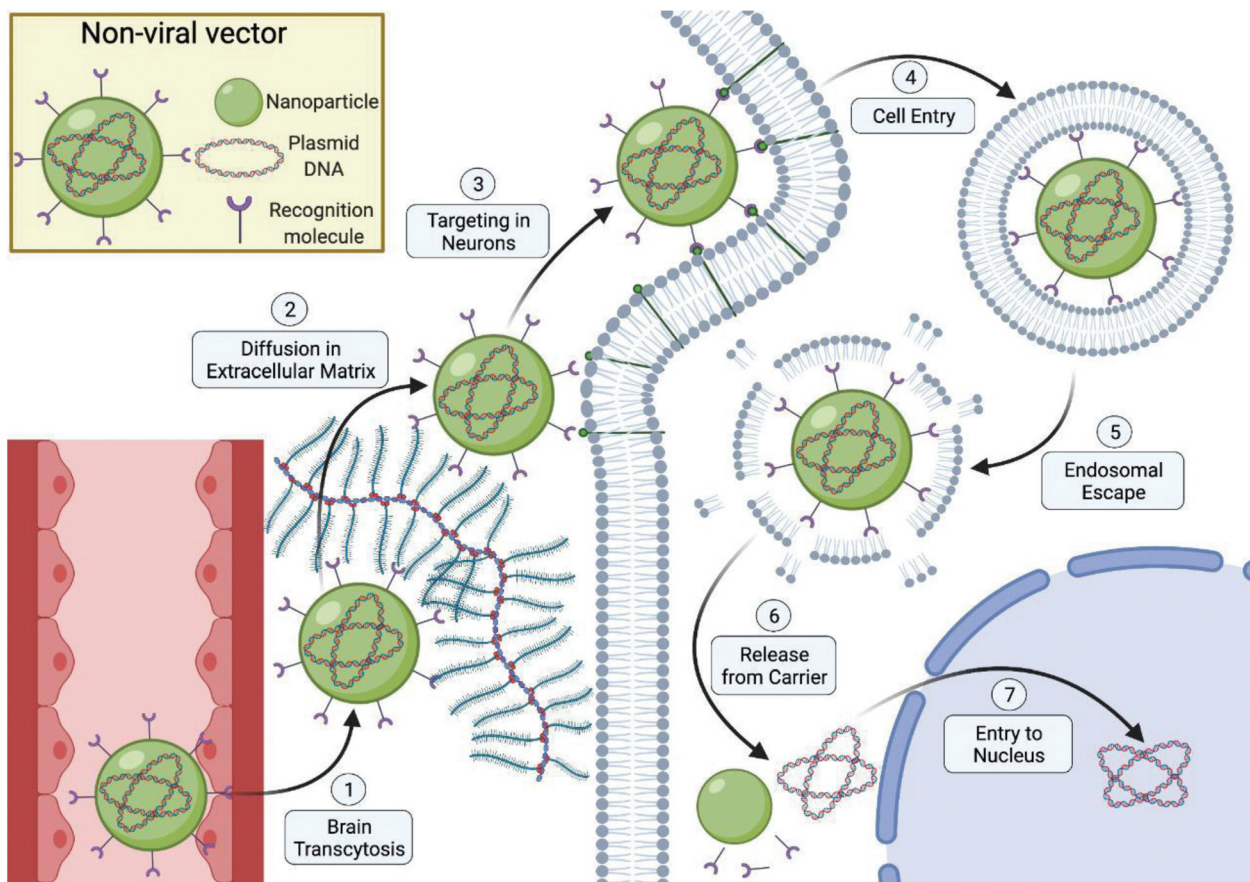 Non-viral vector
Nanoparticle
Plasmid
DNA
Recognition
molecule
1
Brain
Transcytosis
2
Diffusion in
Extracellular Matrix
3
Targeting in
Neurons
4
Cell Entry
5
Endosomal
Escape
6
Release
from Carrier
7
Entry to
Nucleus